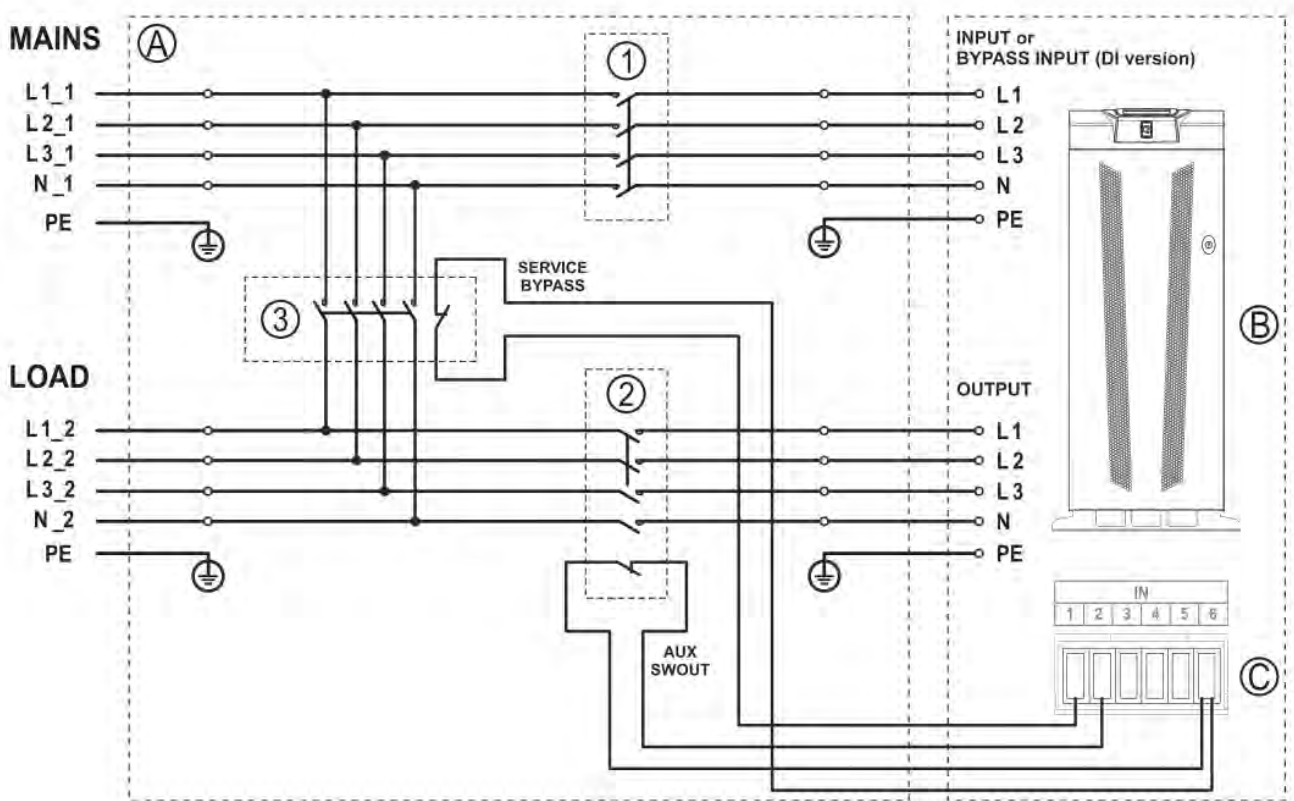 MAINS
A
1
INPUT or
BYPASS INPUT (DI version)
L1_1
L1
L2_1
L2
L3_1
L3
N_1
N
PE
PE
SERVICE
BYPASS
3
B
LOAD
2
OUTPUT
L1_2
L1
L2_2
L2
L3_2
L3
N_2
N
PE
PE
IN
1 2 3 4 5 6
AUX
SWOUT
C